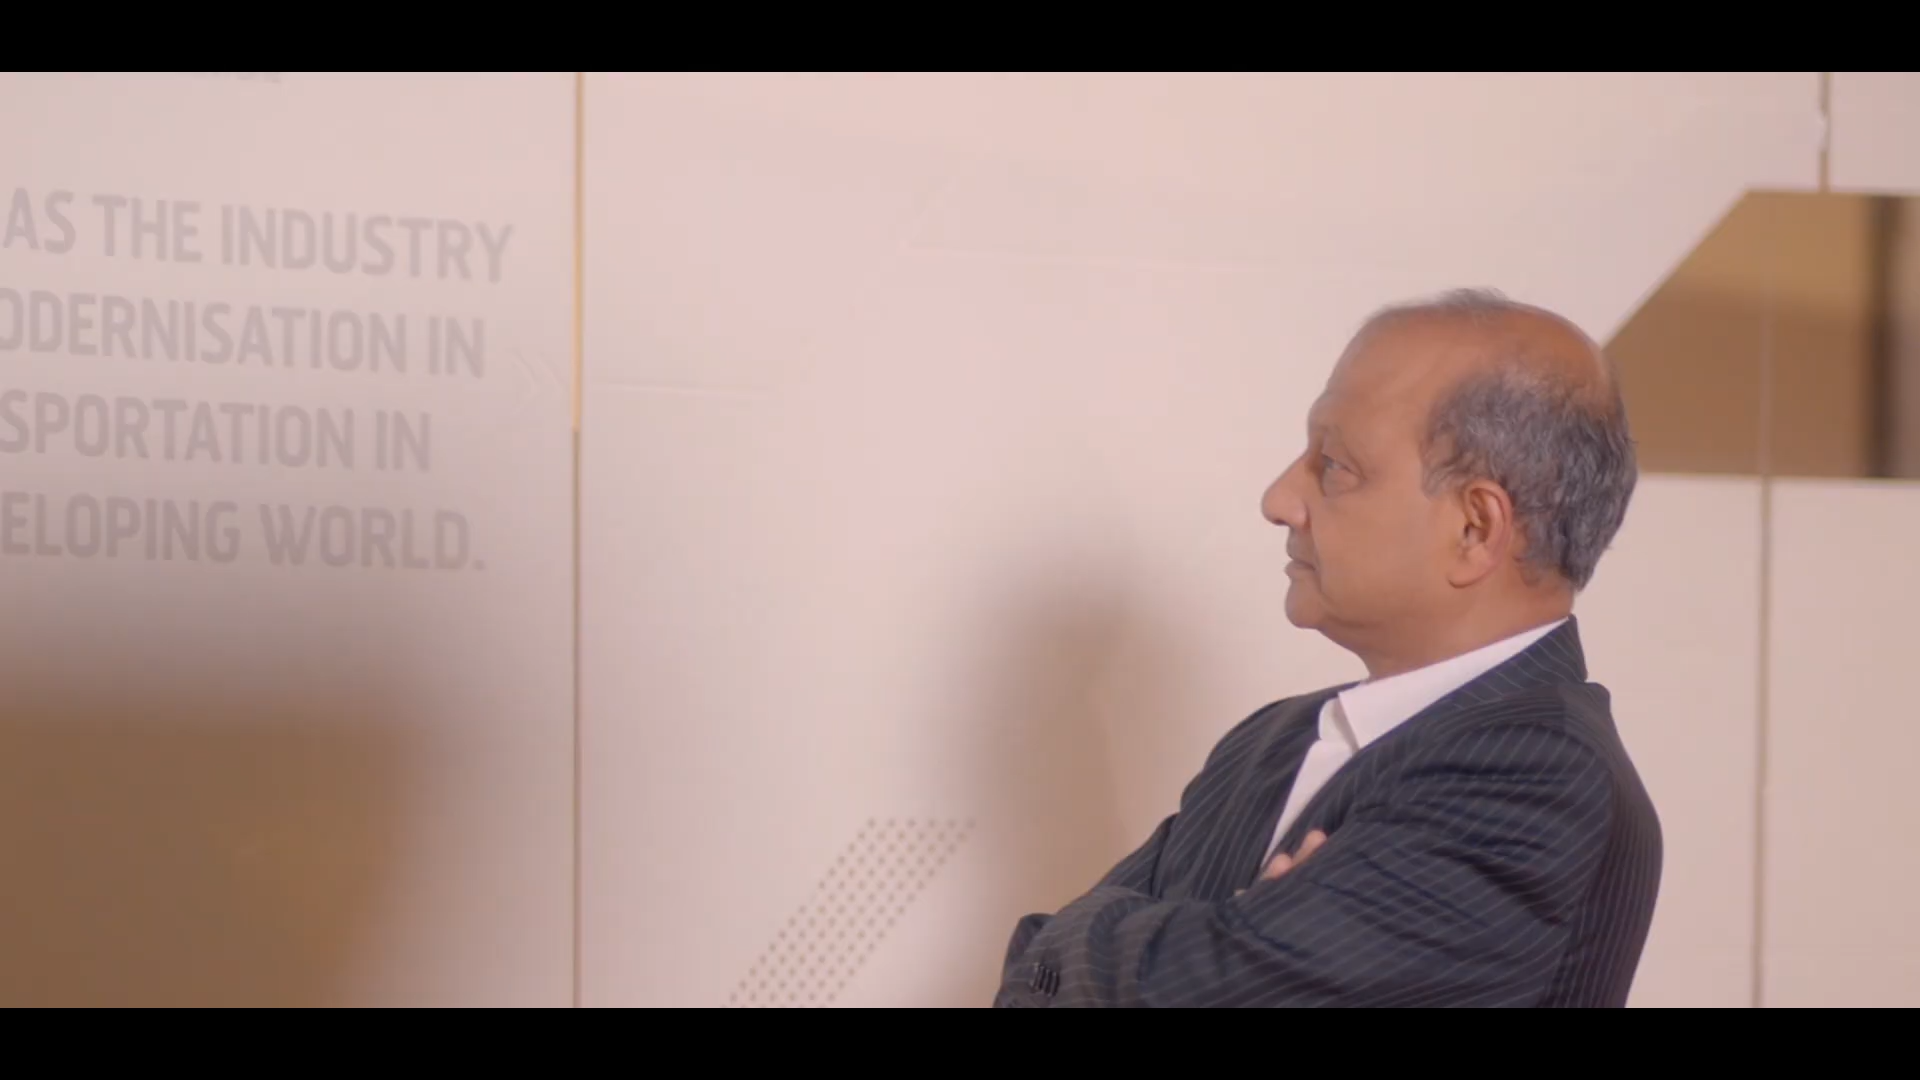 AS THE INDUSTRY
ODERNISATION IN
SPORTATION IN
ELOPING WORLD.